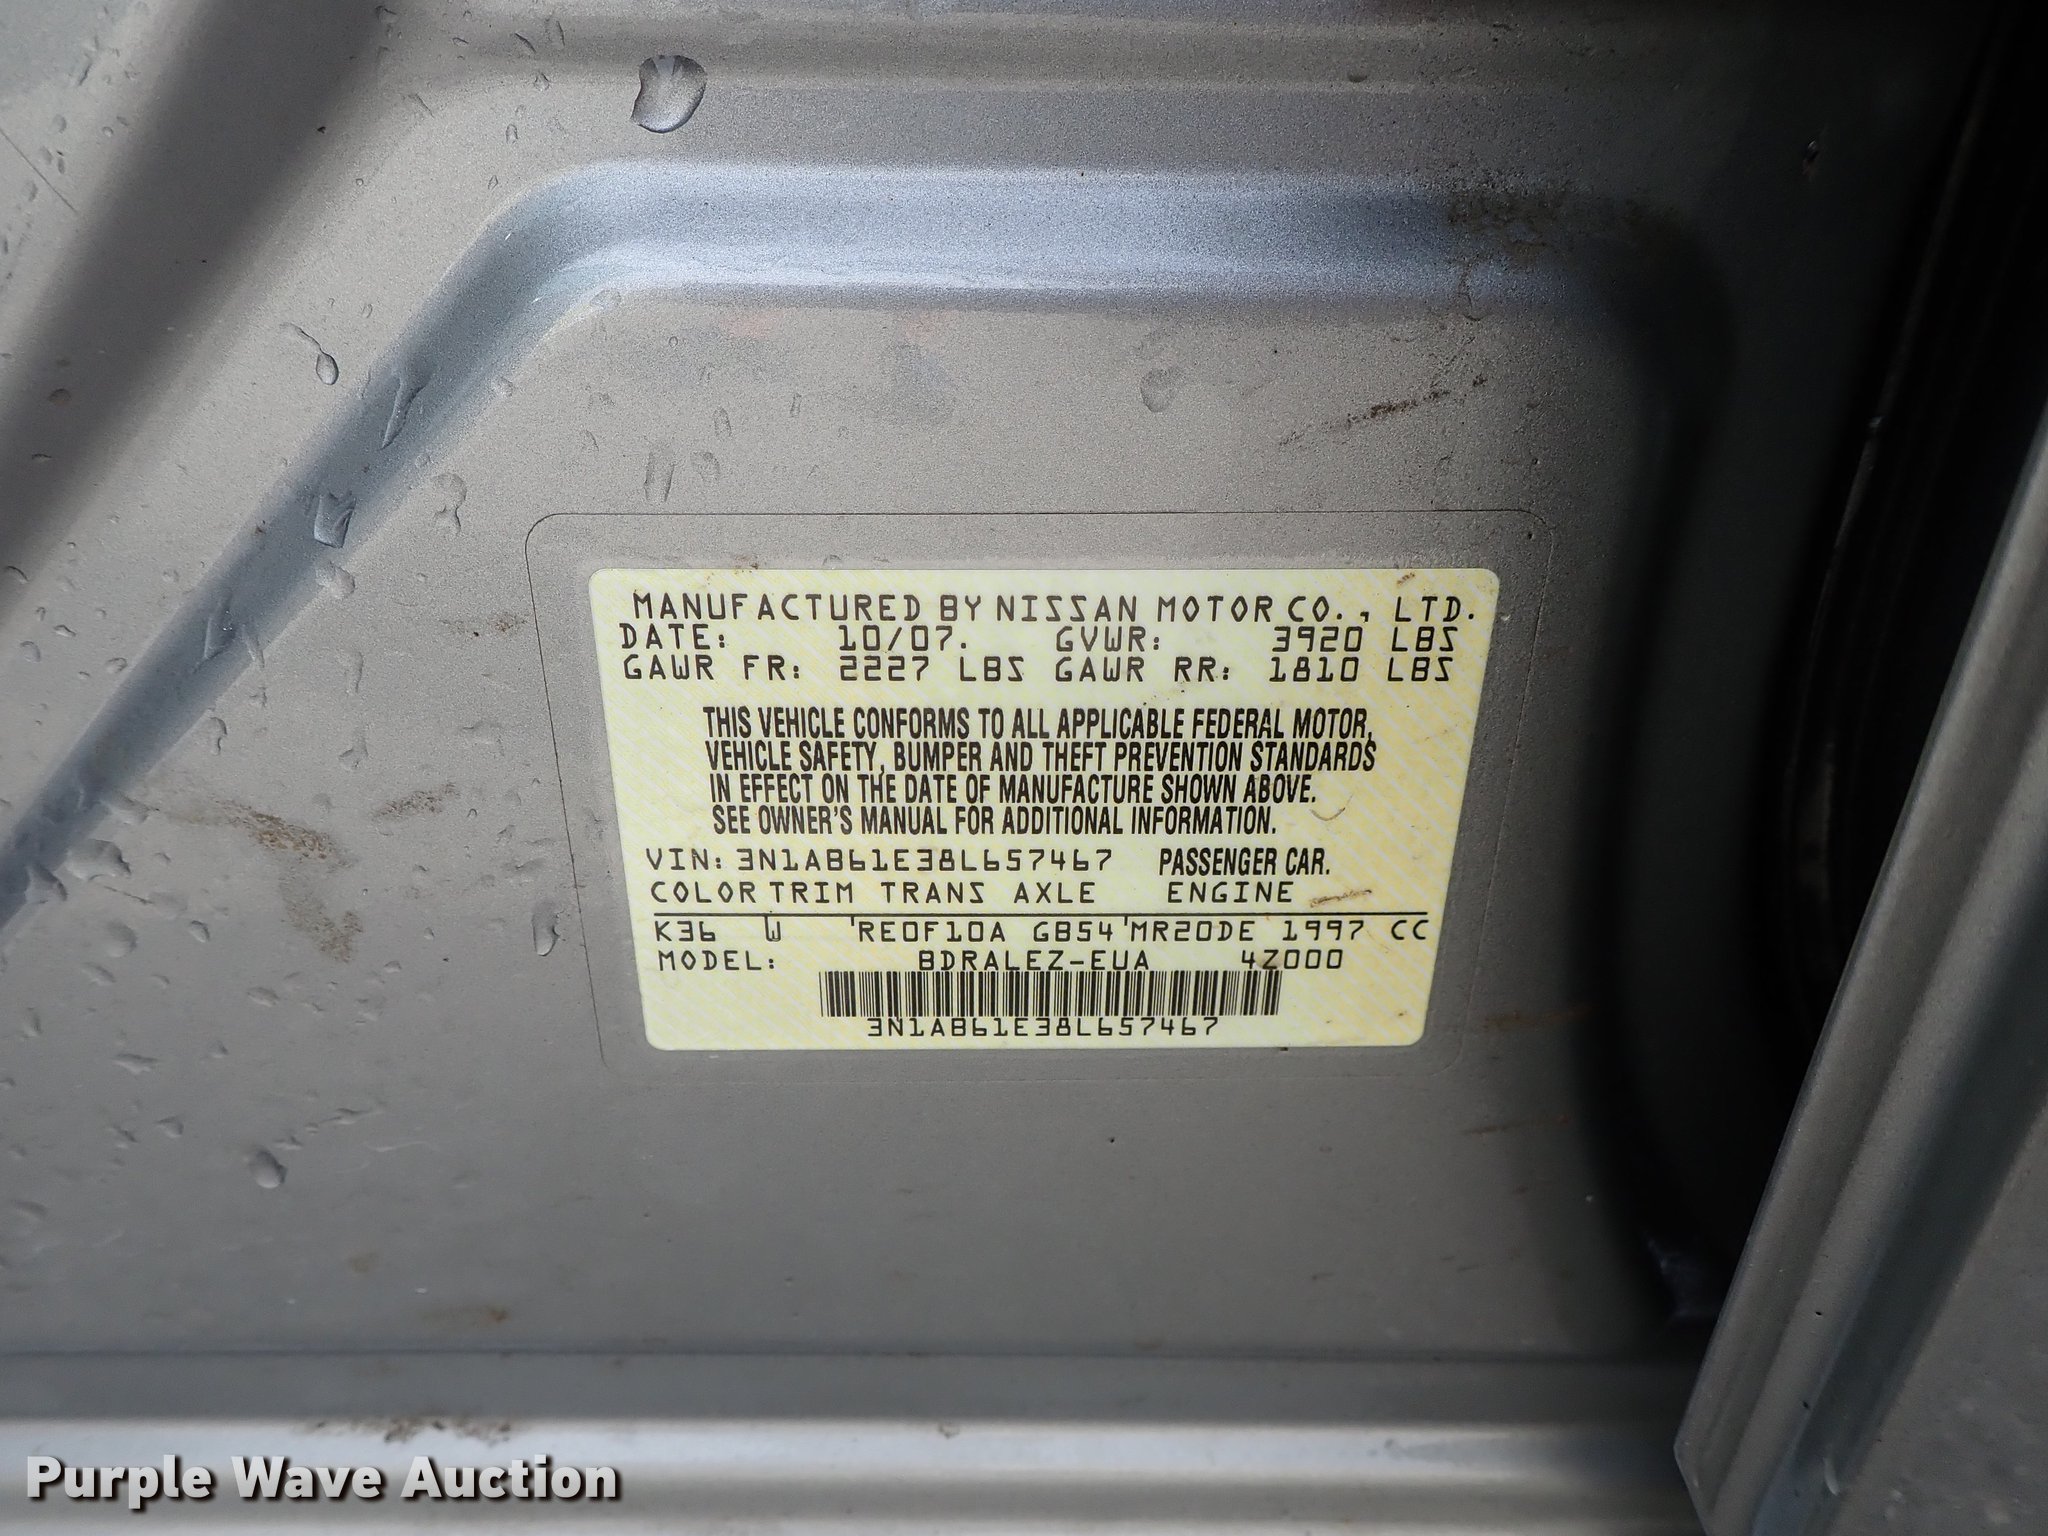 MANUFACTURED BY NISSAN MOTOR CO., LTD.
DATE: 10/07. GVWR: 3920 LBS
GAWR FR: 2227 LBS GAWR RR: 1810 LBS
THIS VEHICLE CONFORMS TO ALL APPLICABLE FEDERAL MOTOR,
VEHICLE SAFETY, BUMPER AND THEFT PREVENTION STANDARDS
IN EFFECT ON THE DATE OF MANUFACTURE SHOWN ABOVE.
SEE OWNER'S MANUAL FOR ADDITIONAL INFORMATION.
VIN: 3N1AB61E38L657467 PASSENGER CAR.
COLOR TRIM TRANS AXLE ENGINE
K36 W 'RE0F10A GB54'MR20DE 1997 CC
MODEL: BDRALEZ-EUA 4Z000
3N1AB61E38L657467
Purple Wave Auction